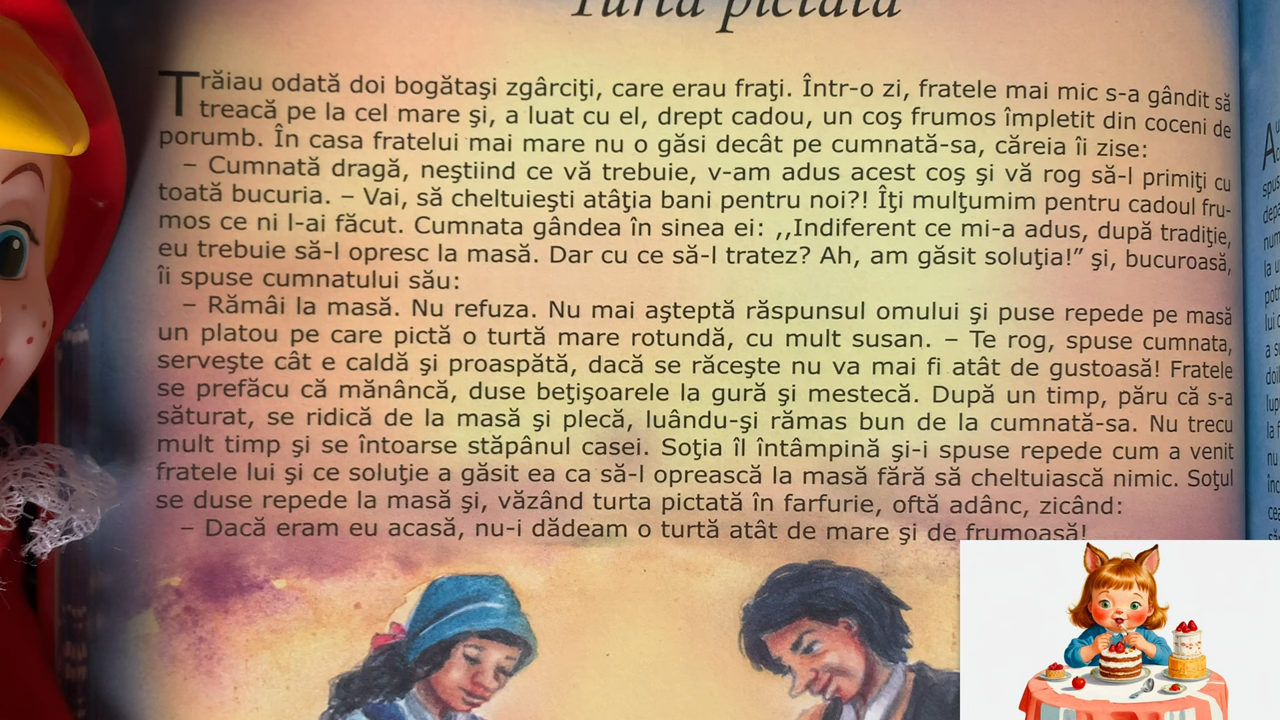 Turta pictată
Trăiau odată doi bogătaşi zgârciţi, care erau fraţi. Într-o zi, fratele mai mic s-a gândit să
treacă pe la cel mare şi, a luat cu el, drept cadou, un coş frumos împletit din coceni de
porumb. În casa fratelui mai mare nu o găsi decât pe cumnată-sa, căreia îi zise:
– Cumnată dragă, neştiind ce vă trebuie, v-am adus acest coş şi vă rog să-l primiţi cu
toată bucuria. – Vai, să cheltuieşti atâţia bani pentru noi?! Îţi mulţumim pentru cadoul fru-
mos ce ni l-ai făcut. Cumnata gândea în sinea ei: ,,Indiferent ce mi-a adus, după tradiţie,
eu trebuie să-l opresc la masă. Dar cu ce să-l tratez? Ah, am găsit soluţia!” şi, bucuroasă,
îi spuse cumnatului său:
– Rămâi la masă. Nu refuza. Nu mai aşteptă răspunsul omului şi puse repede pe masă
un platou pe care pictă o turtă mare rotundă, cu mult susan. – Te rog, spuse cumnata,
serveşte cât e caldă şi proaspătă, dacă se răceşte nu va mai fi atât de gustoasă! Fratele
se prefăcu că mănâncă, duse beţişoarele la gură şi mestecă. După un timp, păru că s-a
săturat, se ridică de la masă şi plecă, luându-şi rămas bun de la cumnată-sa. Nu trecu
mult timp şi se întoarse stăpânul casei. Soţia îl întâmpină şi-i spuse repede cum a venit
fratele lui şi ce soluţie a găsit ea ca să-l oprească la masă fără să cheltuiască nimic. Soţul
se duse repede la masă şi, văzând turta pictată în farfurie, oftă adânc, zicând:
– Dacă eram eu acasă, nu-i dădeam o turtă atât de mare şi de frumoasă!